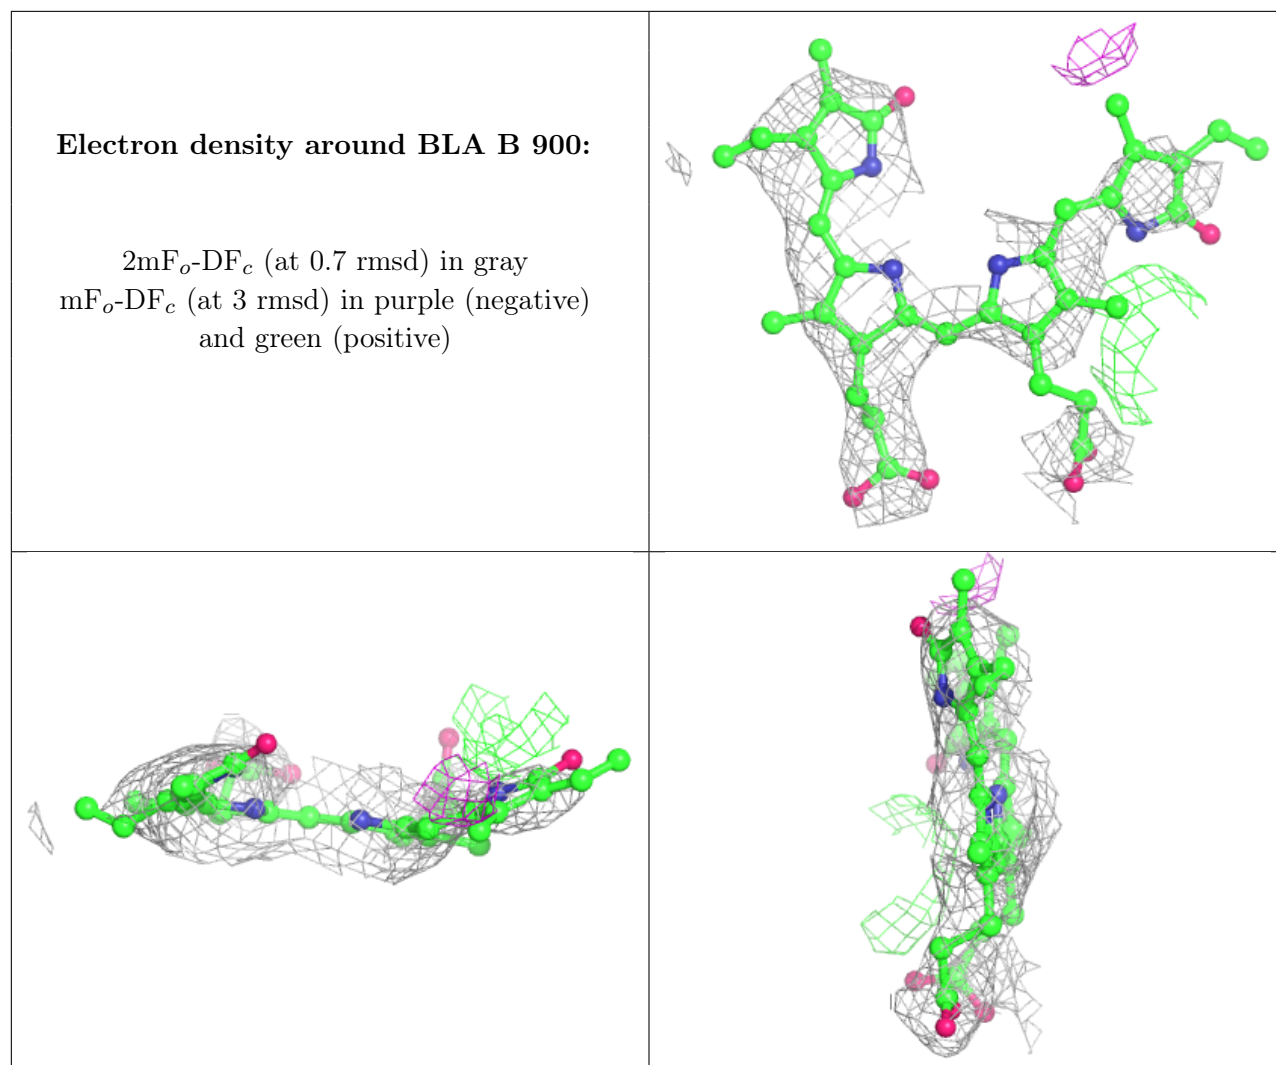 Electron density around BLA B 900:
2mFo-DFc (at 0.7 rmsd) in gray
mFo-DFc (at 3 rmsd) in purple (negative)
and green (positive)